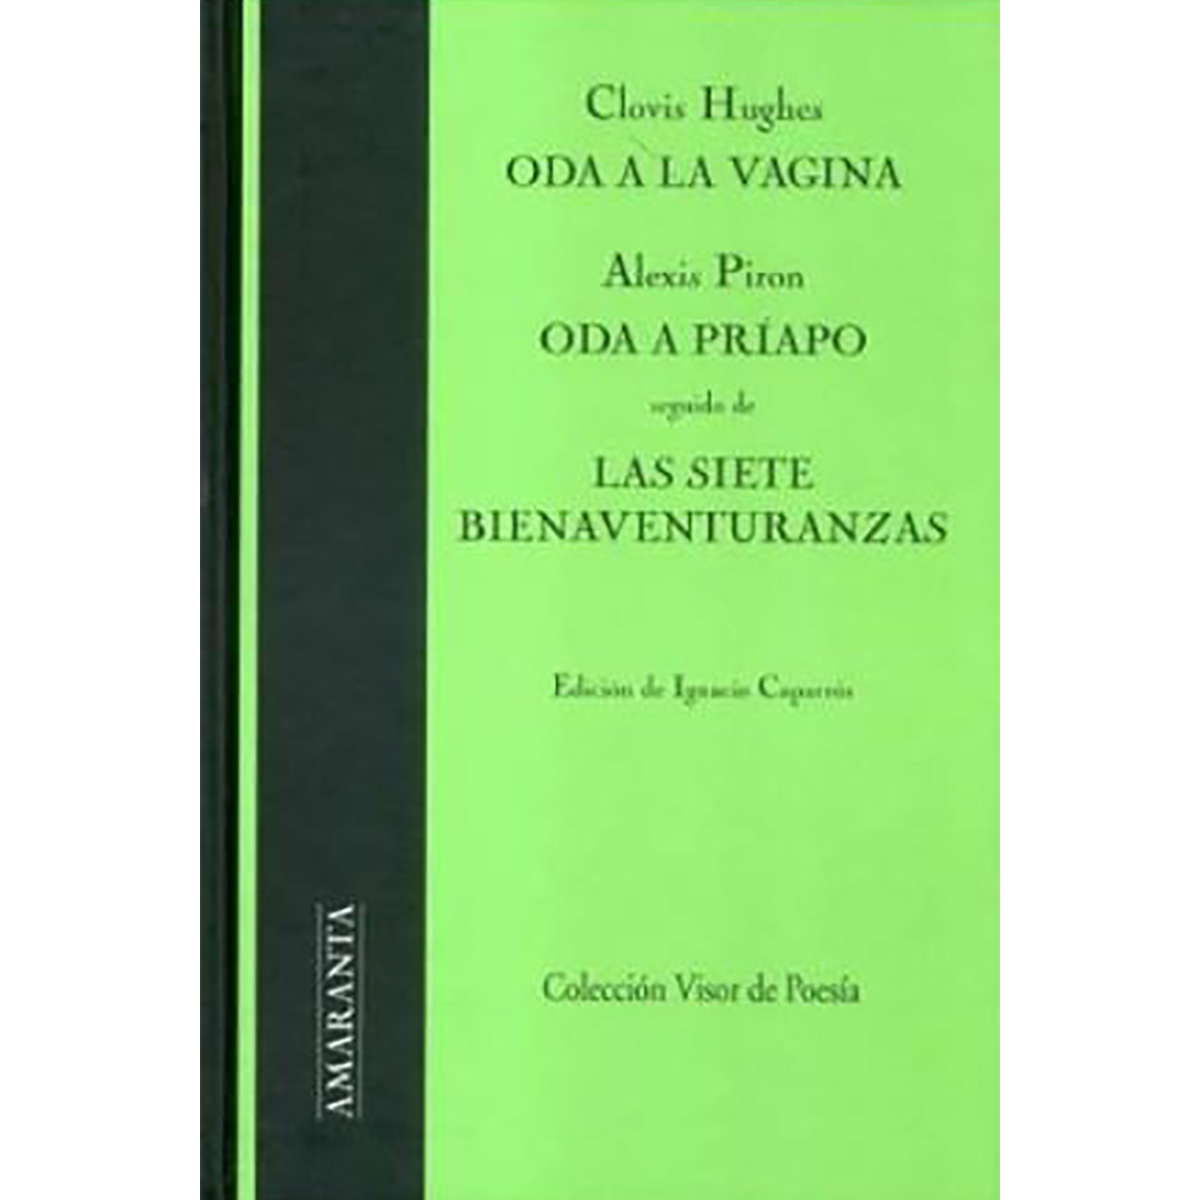 Clovis Hughes
ODA A LA VAGINA
Alexis Piron
ODA A PRÍAPO
seguido de
LAS SIETE
BIENAVENTURANZAS
Edición de Ignacio Caparrós
Colección Visor de Poesía
AMARANTA